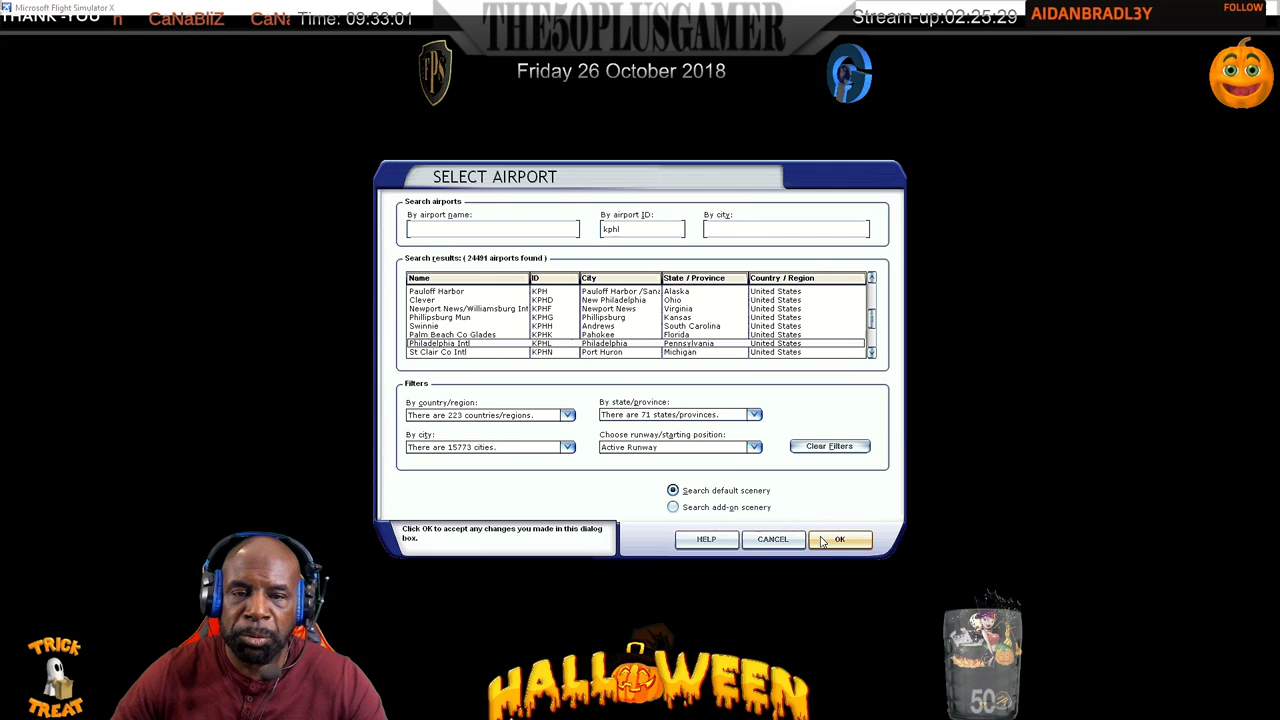 Microsoft Flight Simulator X
THANK -YOU
CaNaBliZ
CaN
Time: 09:33:01
THE50PLUSGAMER
Stream-up:02:25:29
AIDANBRADL3Y
FOLLOW
Friday 26 October 2018
FPS
SELECT AIRPORT
Search airports
By airport name:
By airport ID:
By city:
kphl
Search results: ( 24491 airports found )
Name ID City State / Province Country / Region
Pauloff Harbor KPH Pauloff Harbor /Sana Alaska United States
Clever KPHD New Philadelphia Ohio United States
Newport News/Williamsburg Int KPHF Newport News Virginia United States
Phillipsburg Mun KPHG Phillipsburg Kansas United States
Swinnie KPHH Andrews South Carolina United States
Palm Beach Co Glades KPHK Pahokee Florida United States
Philadelphia Intl KPHL Philadelphia Pennsylvania United States
St Clair Co Intl KPHN Port Huron Michigan United States
Filters
By country/region:
By state/province:
There are 223 countries/regions.
There are 71 states/provinces.
By city:
Choose runway/starting position:
There are 15773 cities.
Active Runway
Clear Filters
Search default scenery
Search add-on scenery
Click OK to accept any changes you made in this dialog
box.
HELP
CANCEL
OK
TRICK
TREAT
HALLOWEEN
50